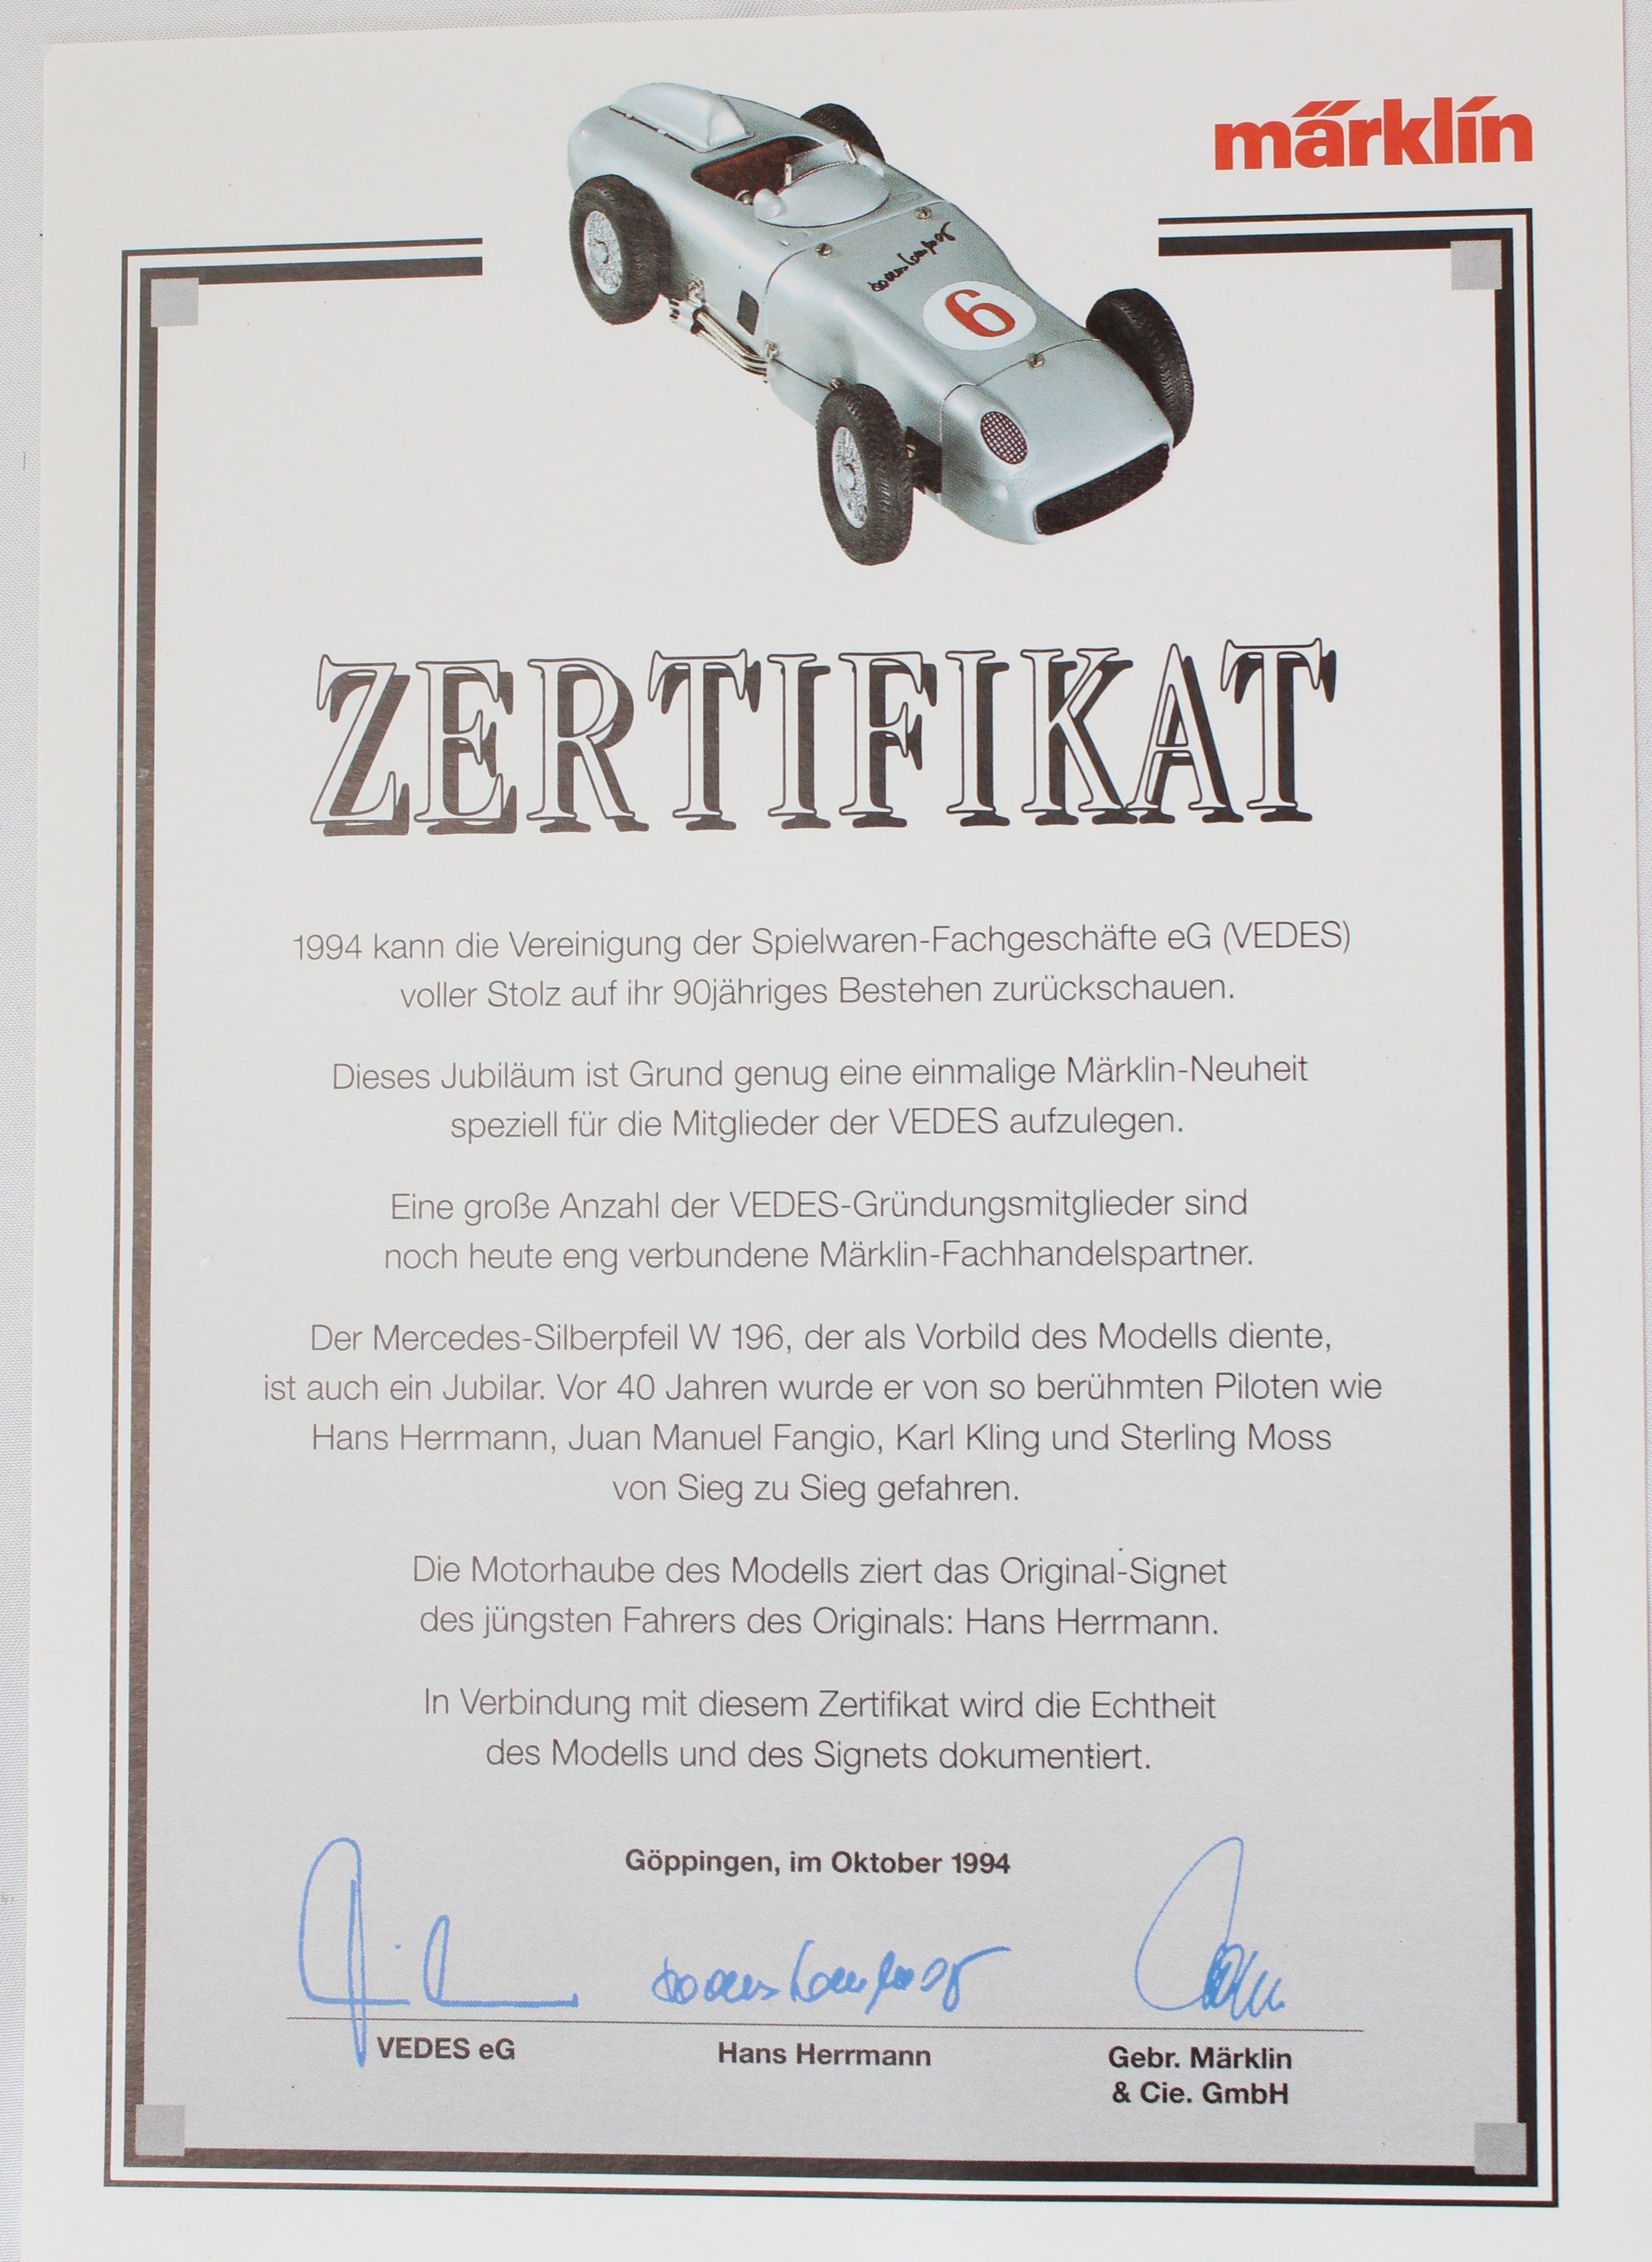 märklin
6
ZERTIFIKAT
1994 kann die Vereinigung der Spielwaren-Fachgeschäfte eG (VEDES)
voller Stolz auf ihr 90jähriges Bestehen zurückschauen.
Dieses Jubiläum ist Grund genug eine einmalige Märklin-Neuheit
speziell für die Mitglieder der VEDES aufzulegen.
Eine große Anzahl der VEDES-Gründungsmitglieder sind
noch heute eng verbundene Märklin-Fachhandelspartner.
Der Mercedes-Silberpfeil W 196, der als Vorbild des Modells diente,
ist auch ein Jubilar. Vor 40 Jahren wurde er von so berühmten Piloten wie
Hans Herrmann, Juan Manuel Fangio, Karl Kling und Sterling Moss
von Sieg zu Sieg gefahren.
Die Motorhaube des Modells ziert das Original-Signet
des jüngsten Fahrers des Originals: Hans Herrmann.
In Verbindung mit diesem Zertifikat wird die Echtheit
des Modells und des Signets dokumentiert.
Göppingen, im Oktober 1994
VEDES eG
Hans Herrmann
Gebr. Märklin
& Cie. GmbH